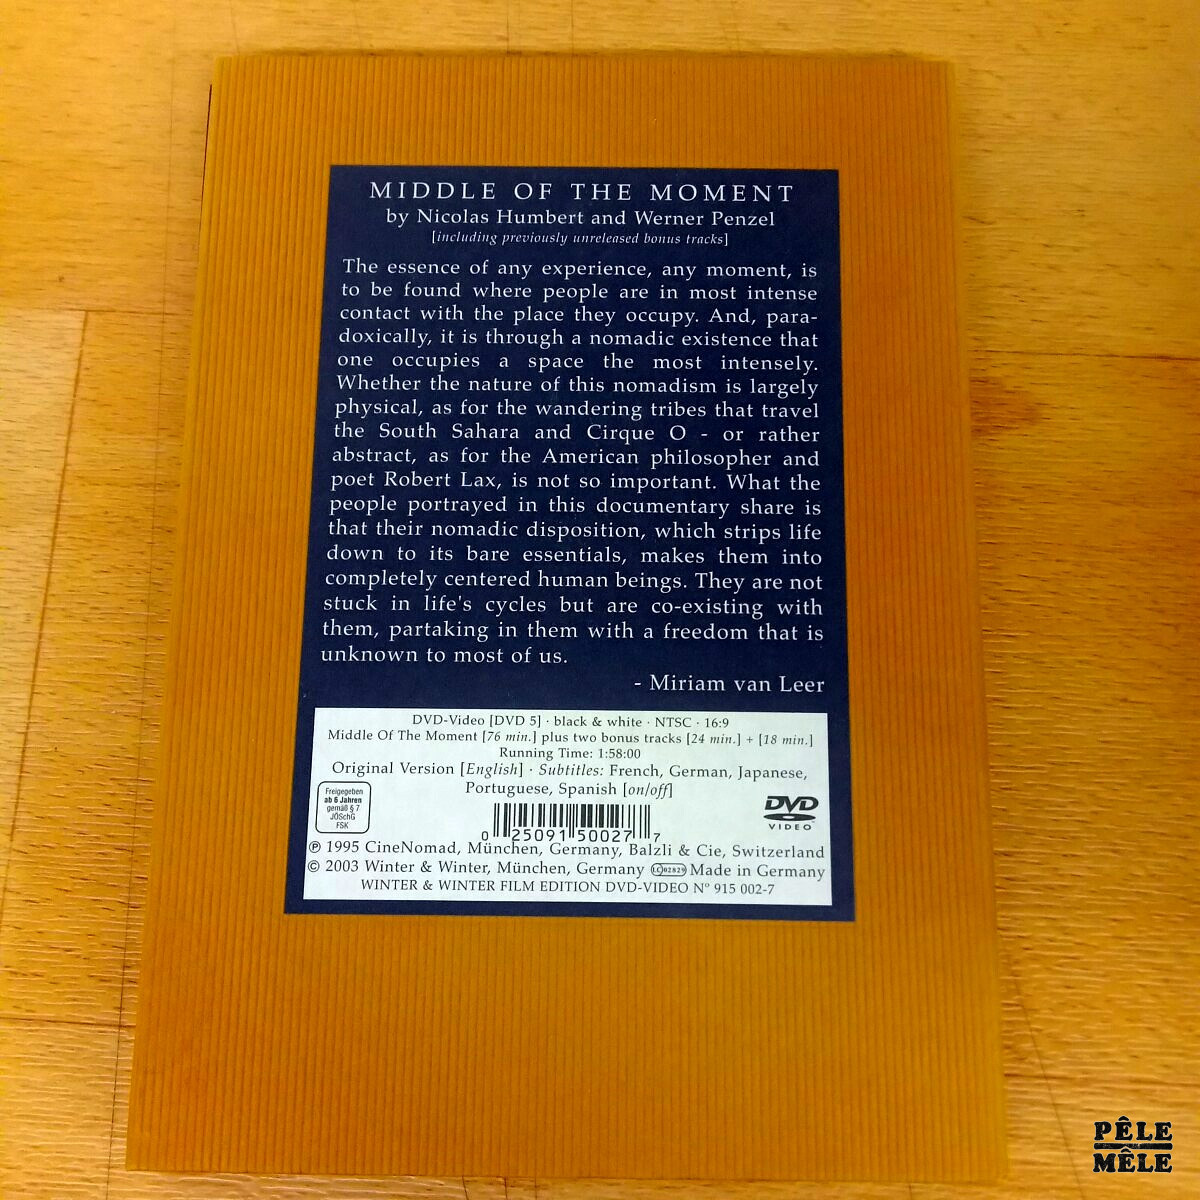 MIDDLE OF THE MOMENT
by Nicolas Humbert and Werner Penzel
[including previously unreleased bonus tracks]
The essence of any experience, any moment, is
to be found where people are in most intense
contact with the place they occupy. And, para-
doxically, it is through a nomadic existence that
one occupies a space the most intensely.
Whether the nature of this nomadism is largely
physical, as for the wandering tribes that travel
the South Sahara and Cirque O - or rather
abstract, as for the American philosopher and
poet Robert Lax, is not so important. What the
people portrayed in this documentary share is
that their nomadic disposition, which strips life
down to its bare essentials, makes them into
completely centered human beings. They are not
stuck in life's cycles but are co-existing with
them, partaking in them with a freedom that is
unknown to most of us.
- Miriam van Leer
DVD-Video [DVD 5] · black & white · NTSC · 16:9
Middle Of The Moment [76 min.] plus two bonus tracks [24 min.] + [18 min.]
Running Time: 1:58:00
Original Version [English] · Subtitles: French, German, Japanese,
Portuguese, Spanish [on/off]
Freigegeben
ab 6 Jahren
gemäß § 7
JÖSchG
FSK
DVD
VIDEO
0 25091 50027 7
℗ 1995 CineNomad, München, Germany, Balzli & Cie, Switzerland
© 2003 Winter & Winter, München, Germany LC 02829 Made in Germany
WINTER & WINTER FILM EDITION DVD-VIDEO Nº 915 002-7
PÊLE
MÊLE